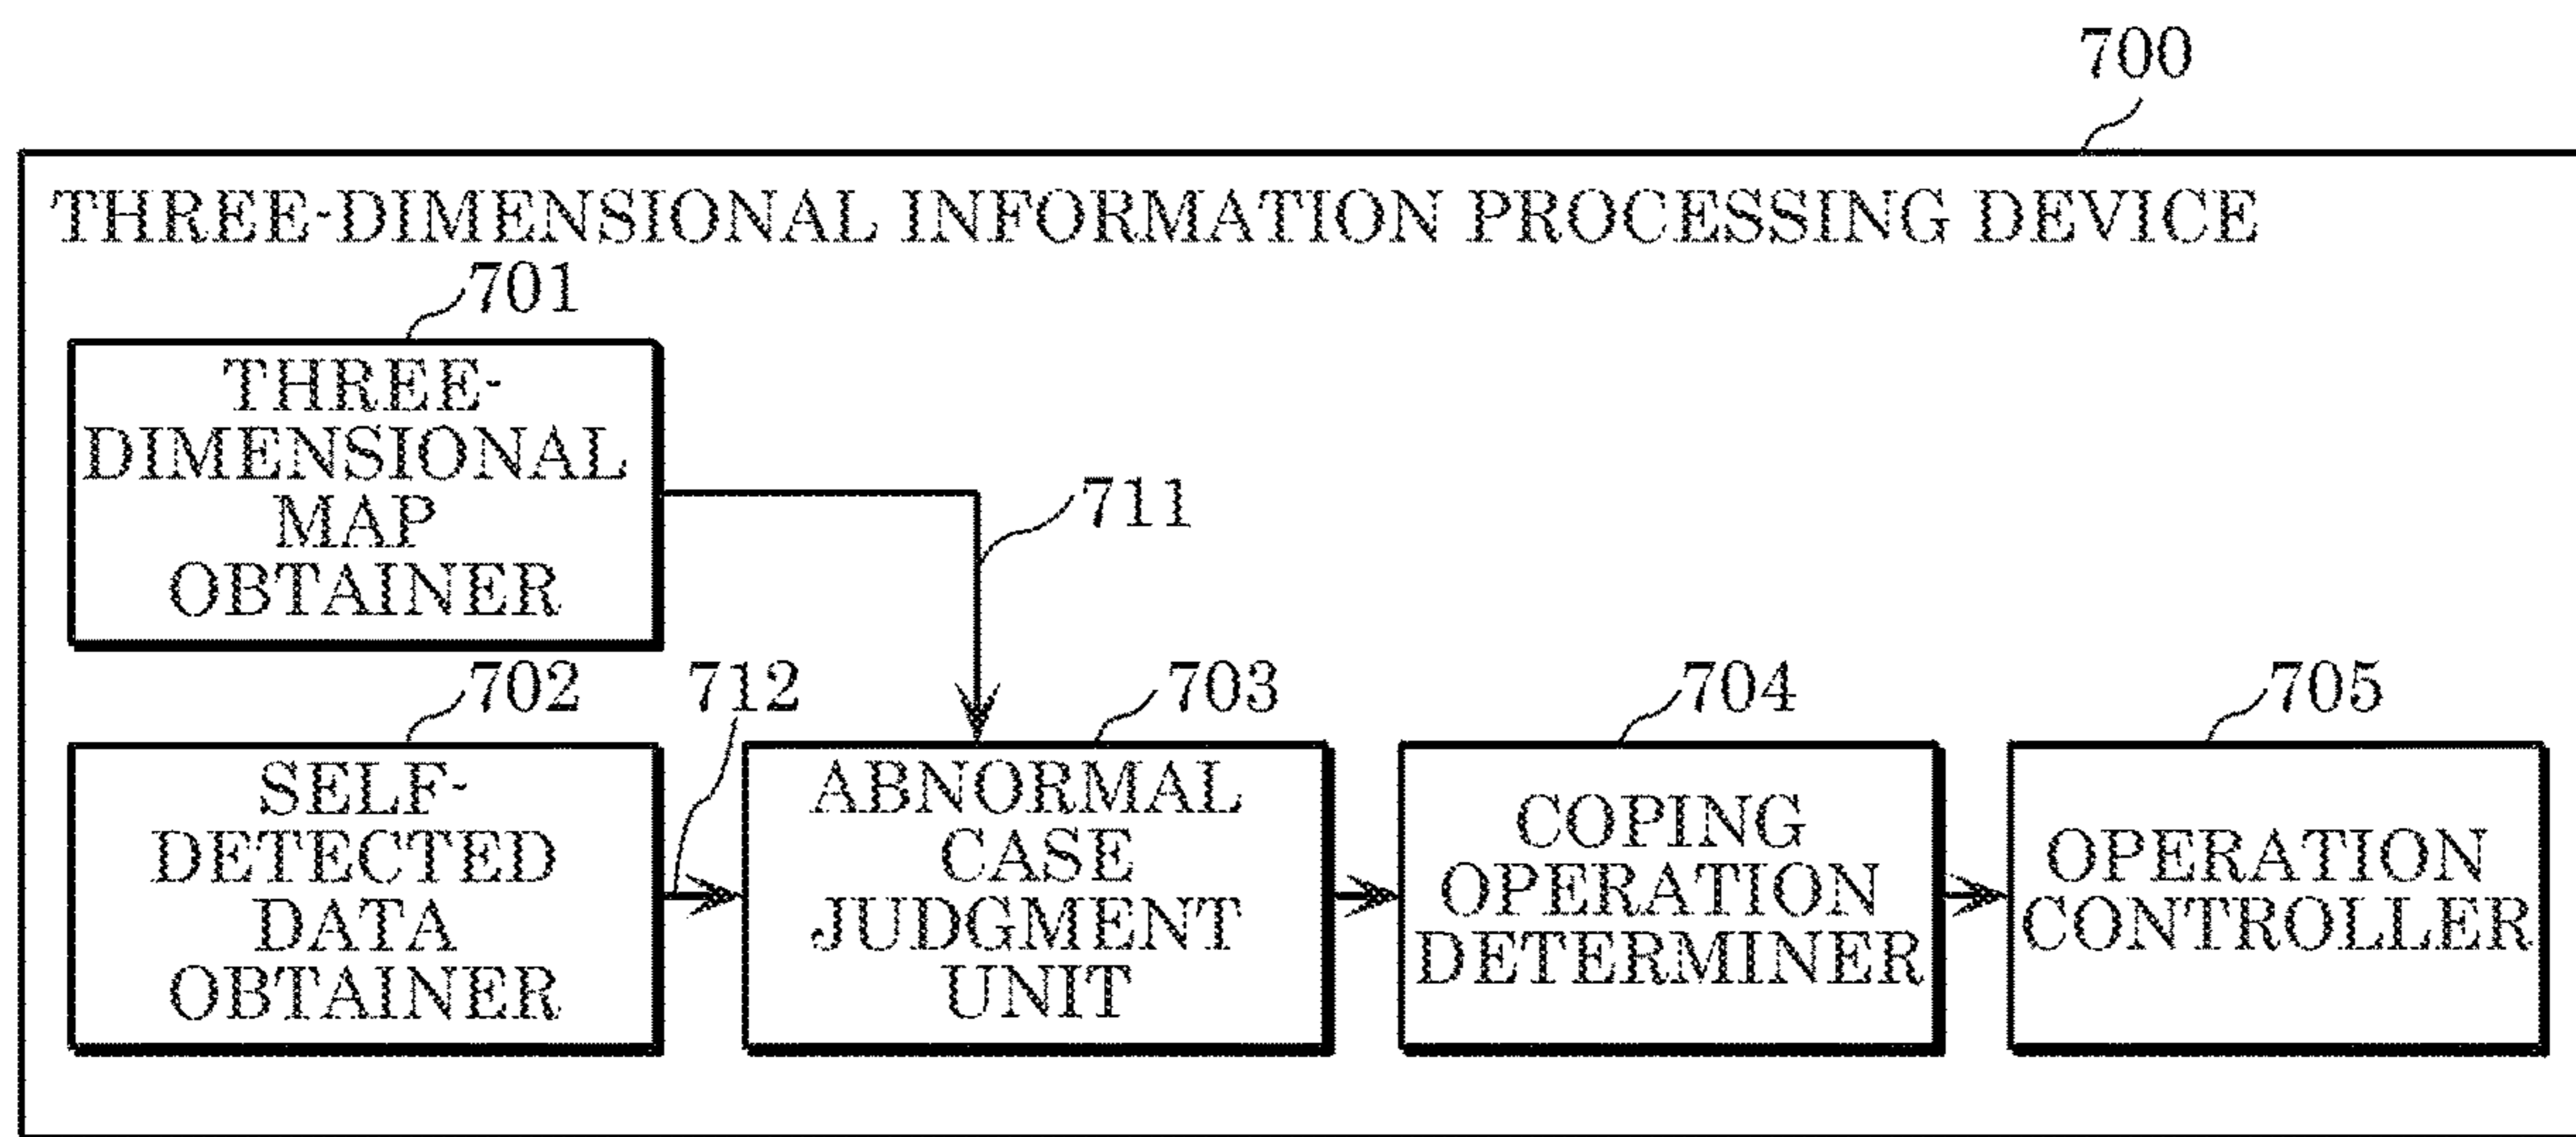 700
THREE-DIMENSIONAL INFORMATION PROCESSING DEVICE
701
THREE-
DIMENSIONAL
MAP
OBTAINER
711
702
712
703
704
705
SELF-
DETECTED
DATA
OBTAINER
ABNORMAL
CASE
JUDGMENT
UNIT
COPING
OPERATION
DETERMINER
OPERATION
CONTROLLER